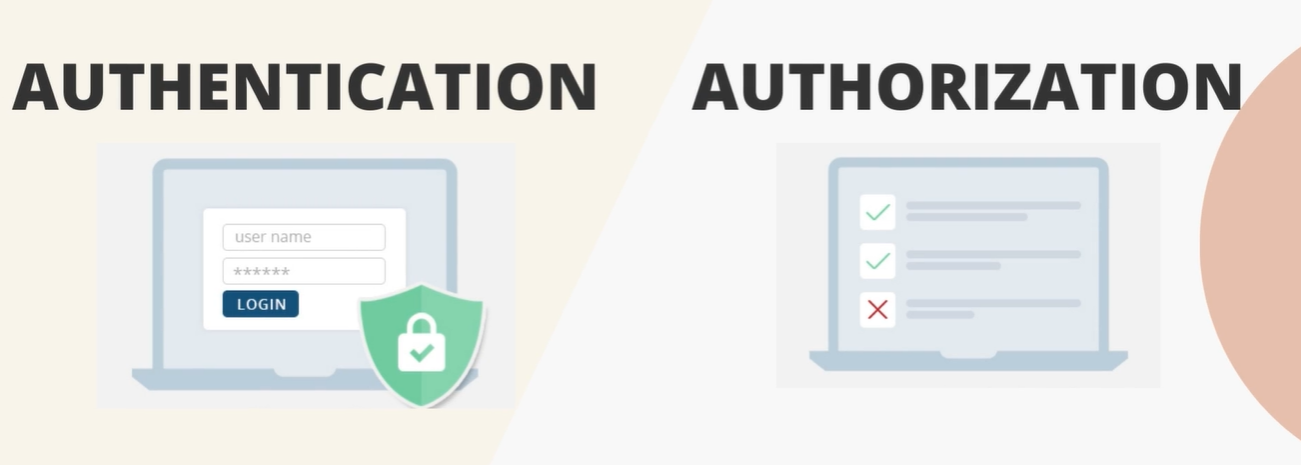 AUTHENTICATION
user name
******
LOGIN
AUTHORIZATION